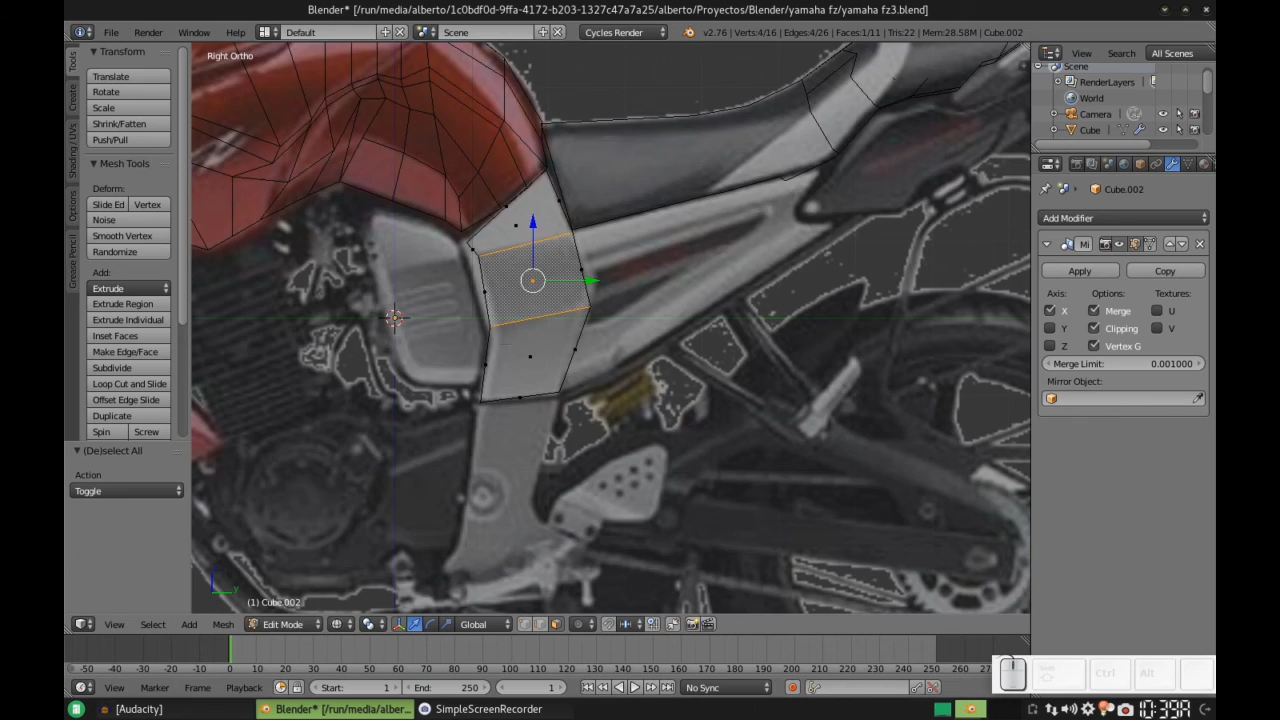 Blender* [/run/media/alberto/1c0bdf0d-9ffa-4172-b203-1327c47a7a25/alberto/Proyectos/Blender/yamaha fz/yamaha fz3.blend]
File Render Window Help Default Scene Cycles Render v2.76 | Verts:4/16 | Edges:4/26 | Faces:1/11 | Tris:22 | Mem:28.58M | Cube.002
View Search All Scenes
Tools
Create
Shading / UVs
Options
Grease Pencil
Transform
Translate
Rotate
Scale
Shrink/Fatten
Push/Pull
Mesh Tools
Deform:
Slide Ed Vertex
Noise
Smooth Vertex
Randomize
Add:
Extrude
Extrude Region
Extrude Individual
Inset Faces
Make Edge/Face
Subdivide
Loop Cut and Slide
Offset Edge Slide
Duplicate
Spin Screw
(De)select All
Action
Toggle
Right Ortho
(1) Cube.002
Scene
RenderLayers
World
Camera
Cube
Cube.002
Add Modifier
Mi
Apply Copy
Axis: Options: Textures:
X Merge U
Y Clipping V
Z Vertex G
Merge Limit: 0.001000
Mirror Object:
View Select Add Mesh Edit Mode Global
-50 -40 -30 -20 -10 0 10 20 30 40 50 60 70 80 90 100 110 120 130 140 150 160 170 180 190 200 210 220 230 240 250 260
View Marker Frame Playback Start: 1 End: 250 1 No Sync
Ctrl Alt
[Audacity] Blender* [/run/media/alber... SimpleScreenRecorder